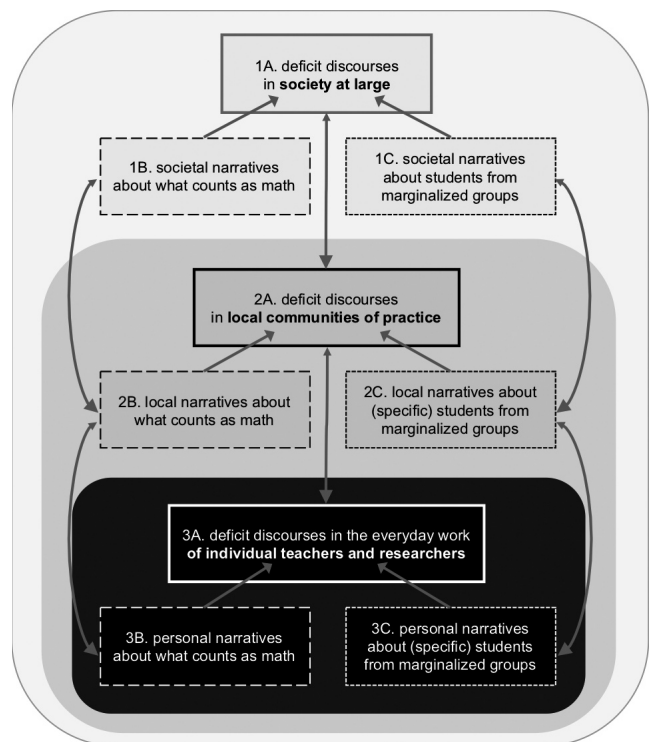 1A. deficit discourses
in society at large
1B. societal narratives
about what counts as math
1C. societal narratives
about students from
marginalized groups
2A. deficit discourses
in local communities of practice
2B. local narratives about
what counts as math
2C. local narratives about
(specific) students from
marginalized groups
3A. deficit discourses in the everyday work
of individual teachers and researchers
3B. personal narratives
about what counts as math
3C. personal narratives
about (specific) students
from marginalized groups